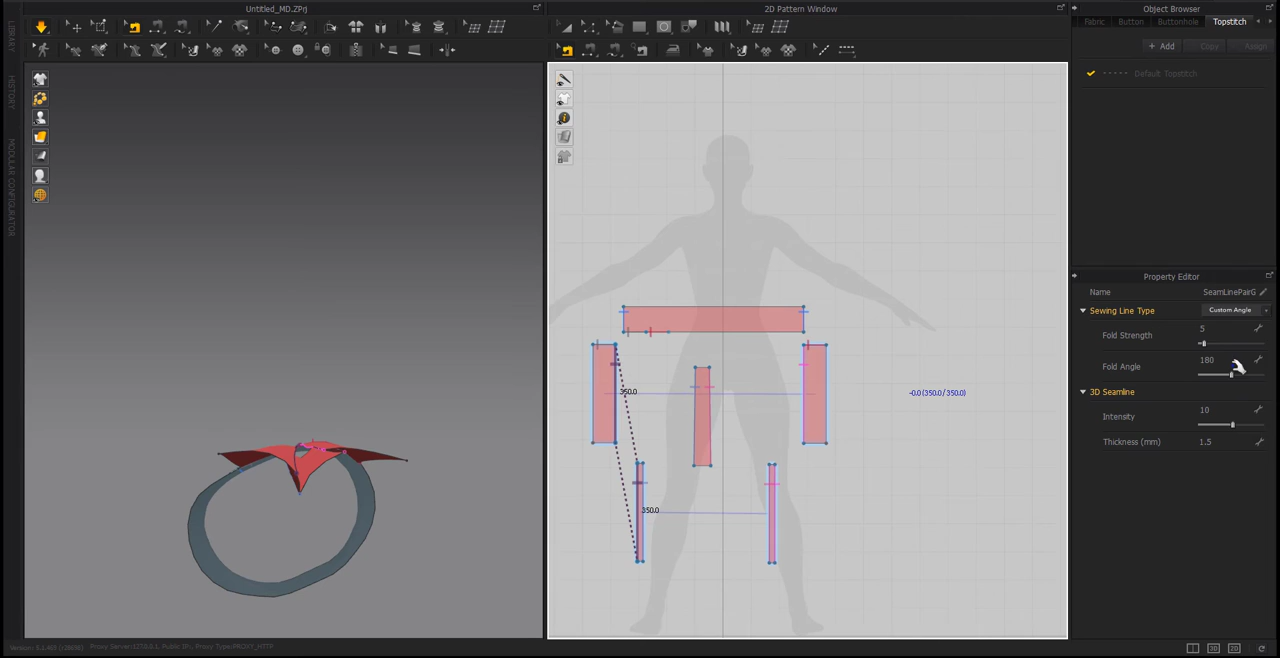 Untitled_MD.ZPrj
2D Pattern Window
Object Browser
LIBRARY
HISTORY
MODULAR CONFIGURATOR
Fabric
Button
Buttonhole
Topstitch
+ Add
Copy
Assign
Default Topstitch
350.0
-0.0 (350.0 / 350.0)
350.0
Property Editor
Name
SeamLinePairG
Sewing Line Type
Custom Angle
Fold Strength
5
Fold Angle
180
3D Seamline
Intensity
10
Thickness (mm)
1.5